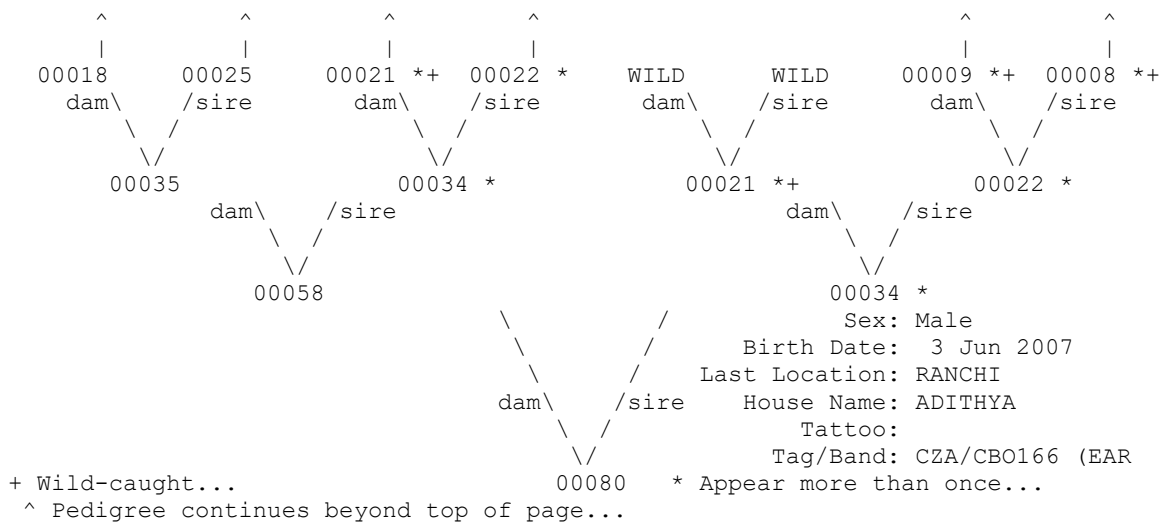 ^ ^ ^ ^ ^ ^
| | | | | |
00018 00025 00021 *+ 00022 * WILD WILD 00009 *+ 00008 *+
dam\ /sire dam\ /sire dam\ /sire dam\ /sire
\ / \ / \ / \ /
\/ \/ \/ \/
00035 00034 * 00021 *+ 00022 *
dam\ /sire dam\ /sire
\ / \ /
\/ \/
00058 00034 *
\ / Sex: Male
\ / Birth Date: 3 Jun 2007
\ / Last Location: RANCHI
dam\ /sire House Name: ADITHYA
\ / Tattoo:
\/ Tag/Band: CZA/CBO166 (EAR
+ Wild-caught... 00080 * Appear more than once...
^ Pedigree continues beyond top of page...